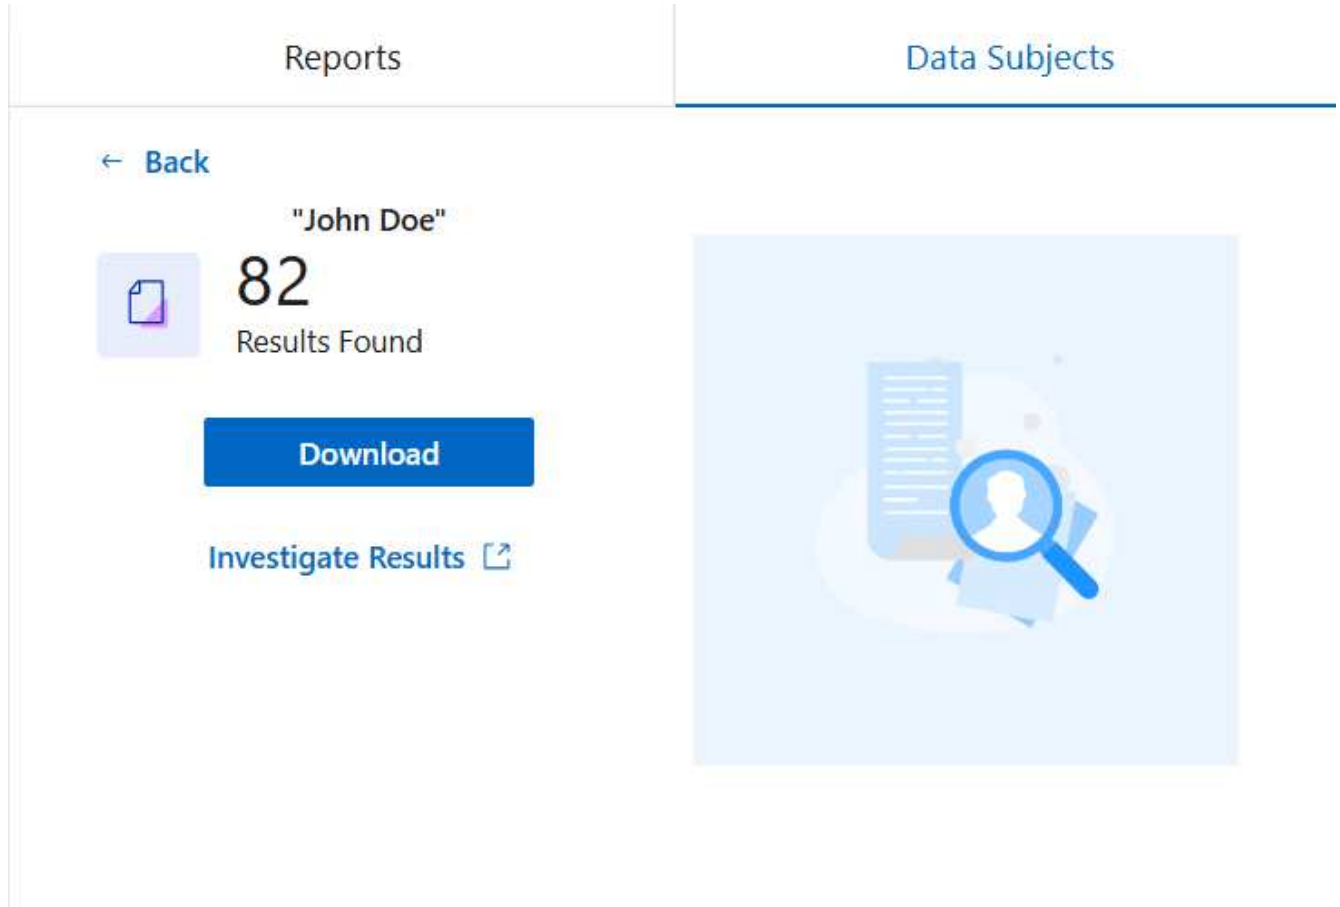 Reports
Data Subjects
← Back
"John Doe"
82
Results Found
Download
Investigate Results